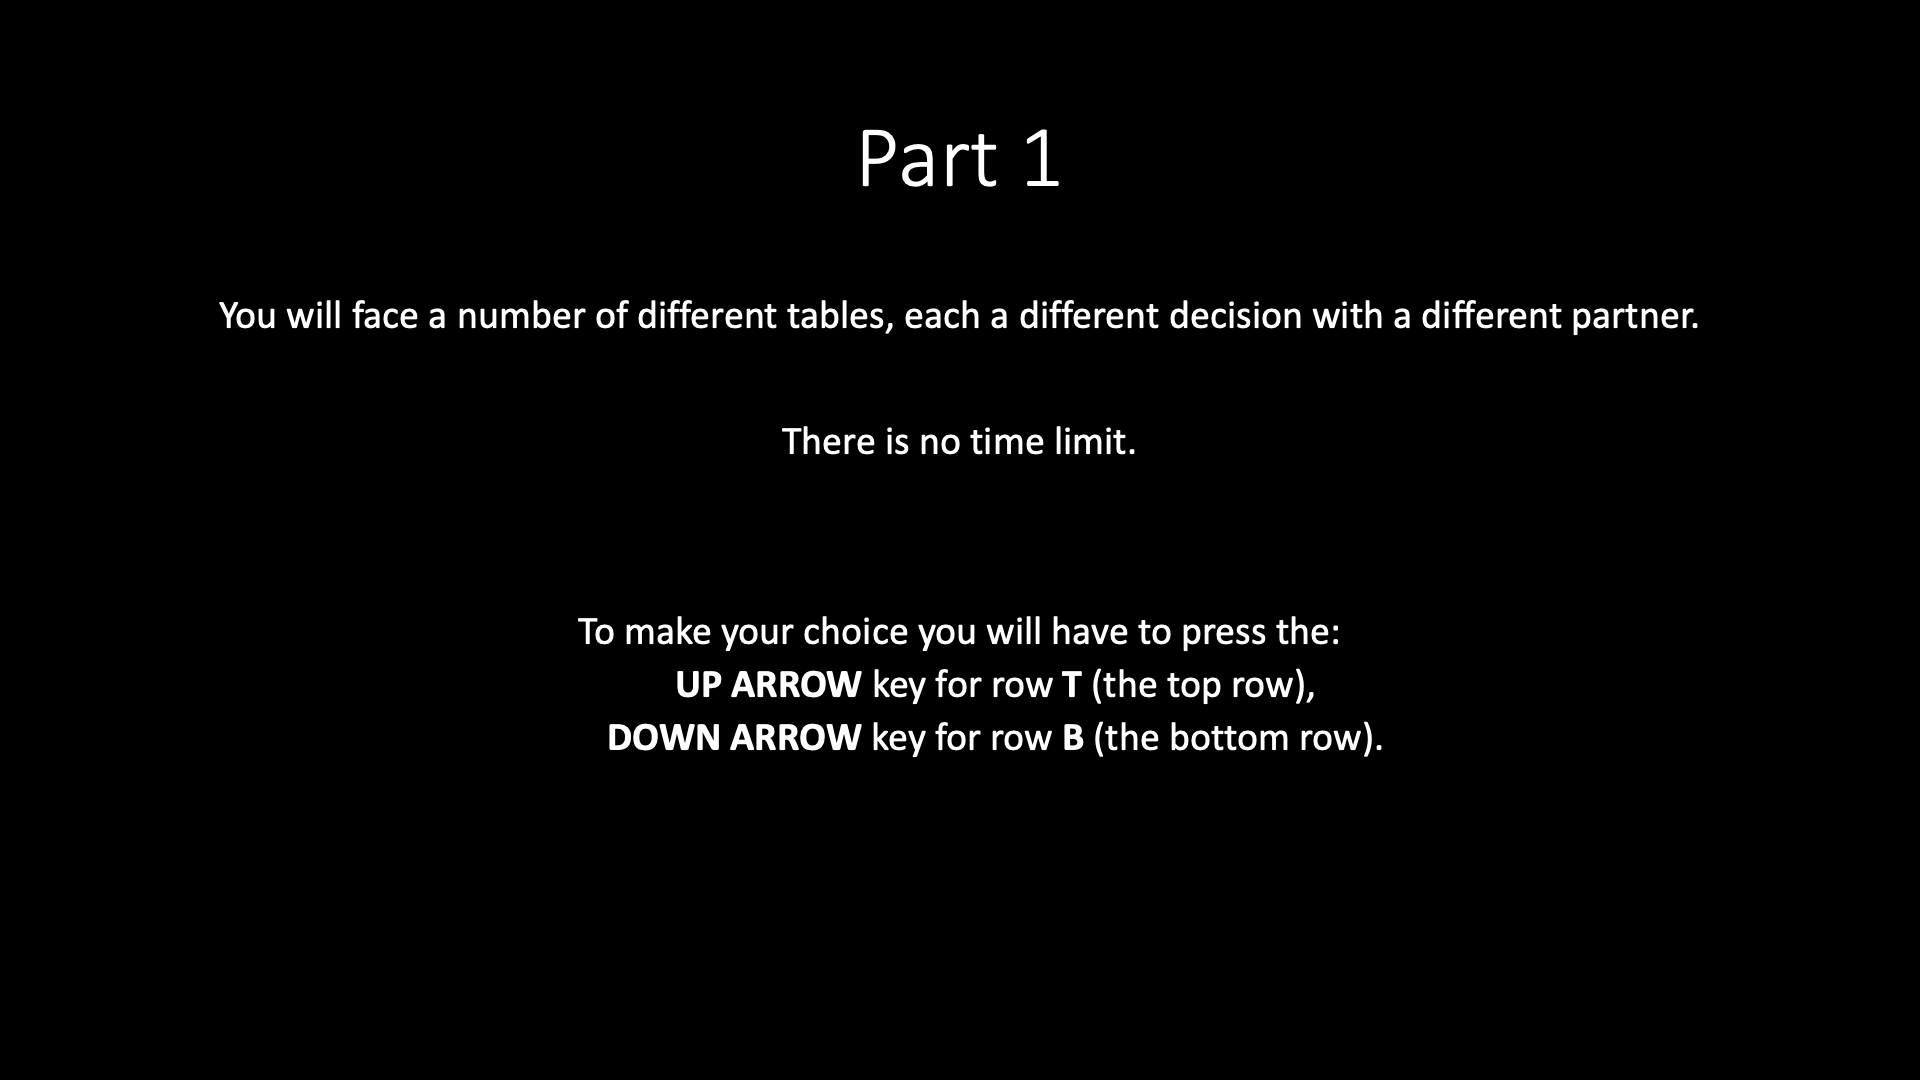 Part 1
You will face a number of different tables, each a different decision with a different partner.
There is no time limit.
To make your choice you will have to press the:
UP ARROW key for row T (the top row),
DOWN ARROW key for row B (the bottom row).